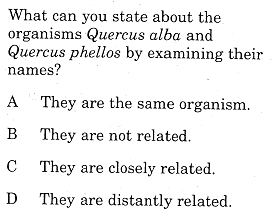 What can you state about the
organisms Quercus alba and
Quercus phellos by examining their
names?
A They are the same organism.
B They are not related.
C They are closely related.
D They are distantly related.